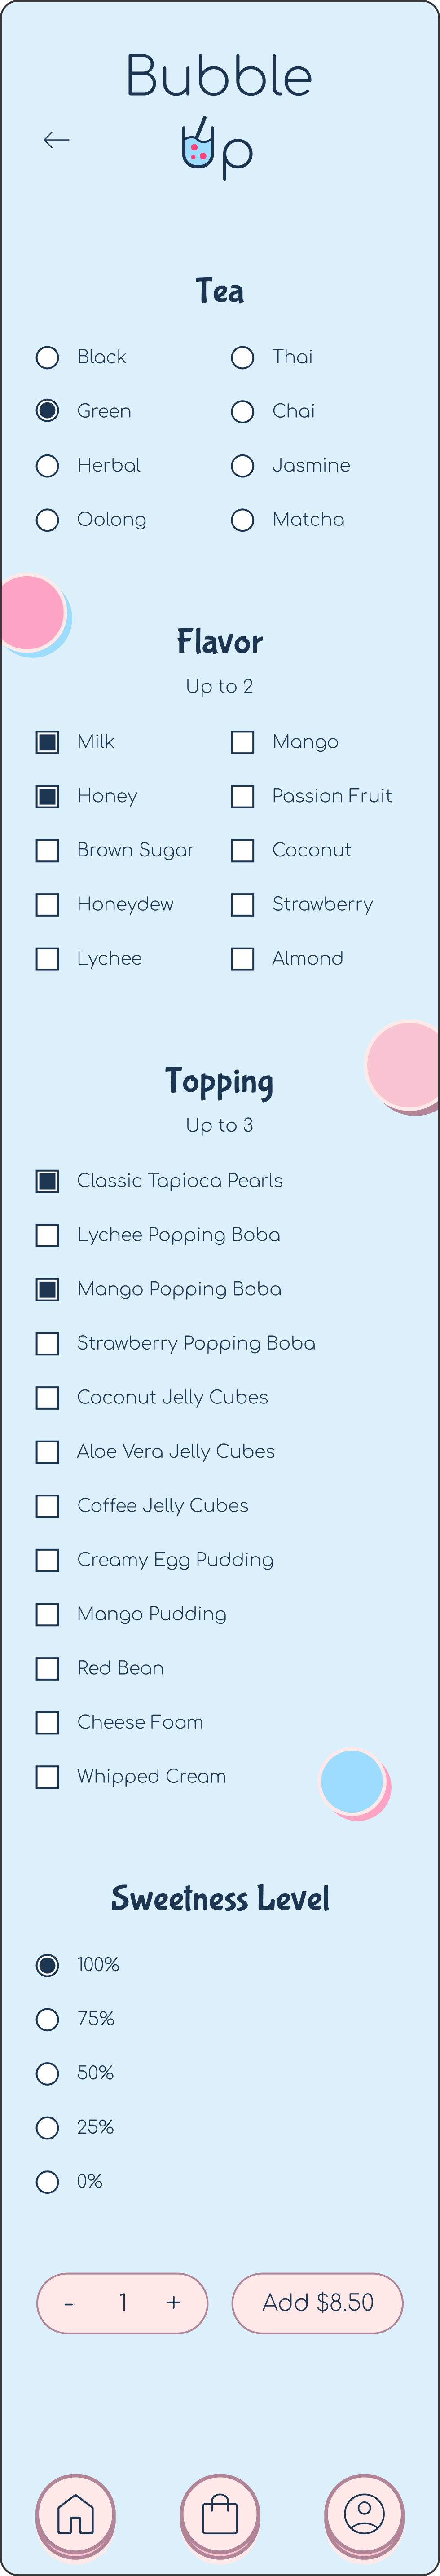 Bubble
Up
Tea
Black
Thai
Green
Chai
Herbal
Jasmine
Oolong
Matcha
Flavor
Up to 2
Milk
Mango
Honey
Passion Fruit
Brown Sugar
Coconut
Honeydew
Strawberry
Lychee
Almond
Topping
Up to 3
Classic Tapioca Pearls
Lychee Popping Boba
Mango Popping Boba
Strawberry Popping Boba
Coconut Jelly Cubes
Aloe Vera Jelly Cubes
Coffee Jelly Cubes
Creamy Egg Pudding
Mango Pudding
Red Bean
Cheese Foam
Whipped Cream
Sweetness Level
100%
75%
50%
25%
0%
- 1 +
Add $8.50